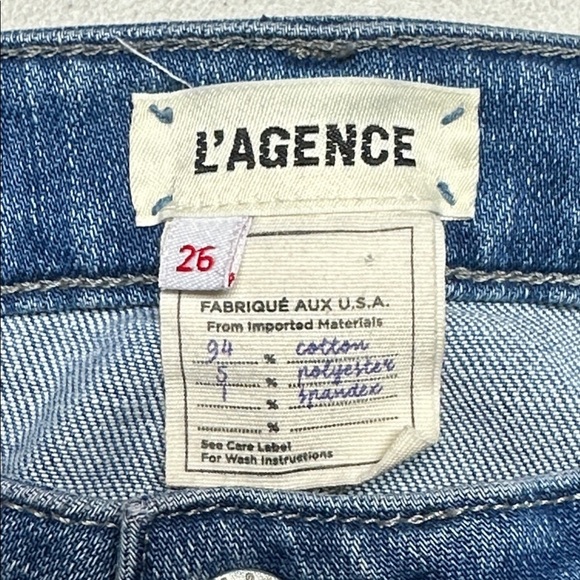 L'AGENCE
26
FABRIQUÉ AUX U.S.A.
From Imported Materials
94 % cotton
5 % polyester
1 % spandex
%
See Care Label
For Wash Instructions